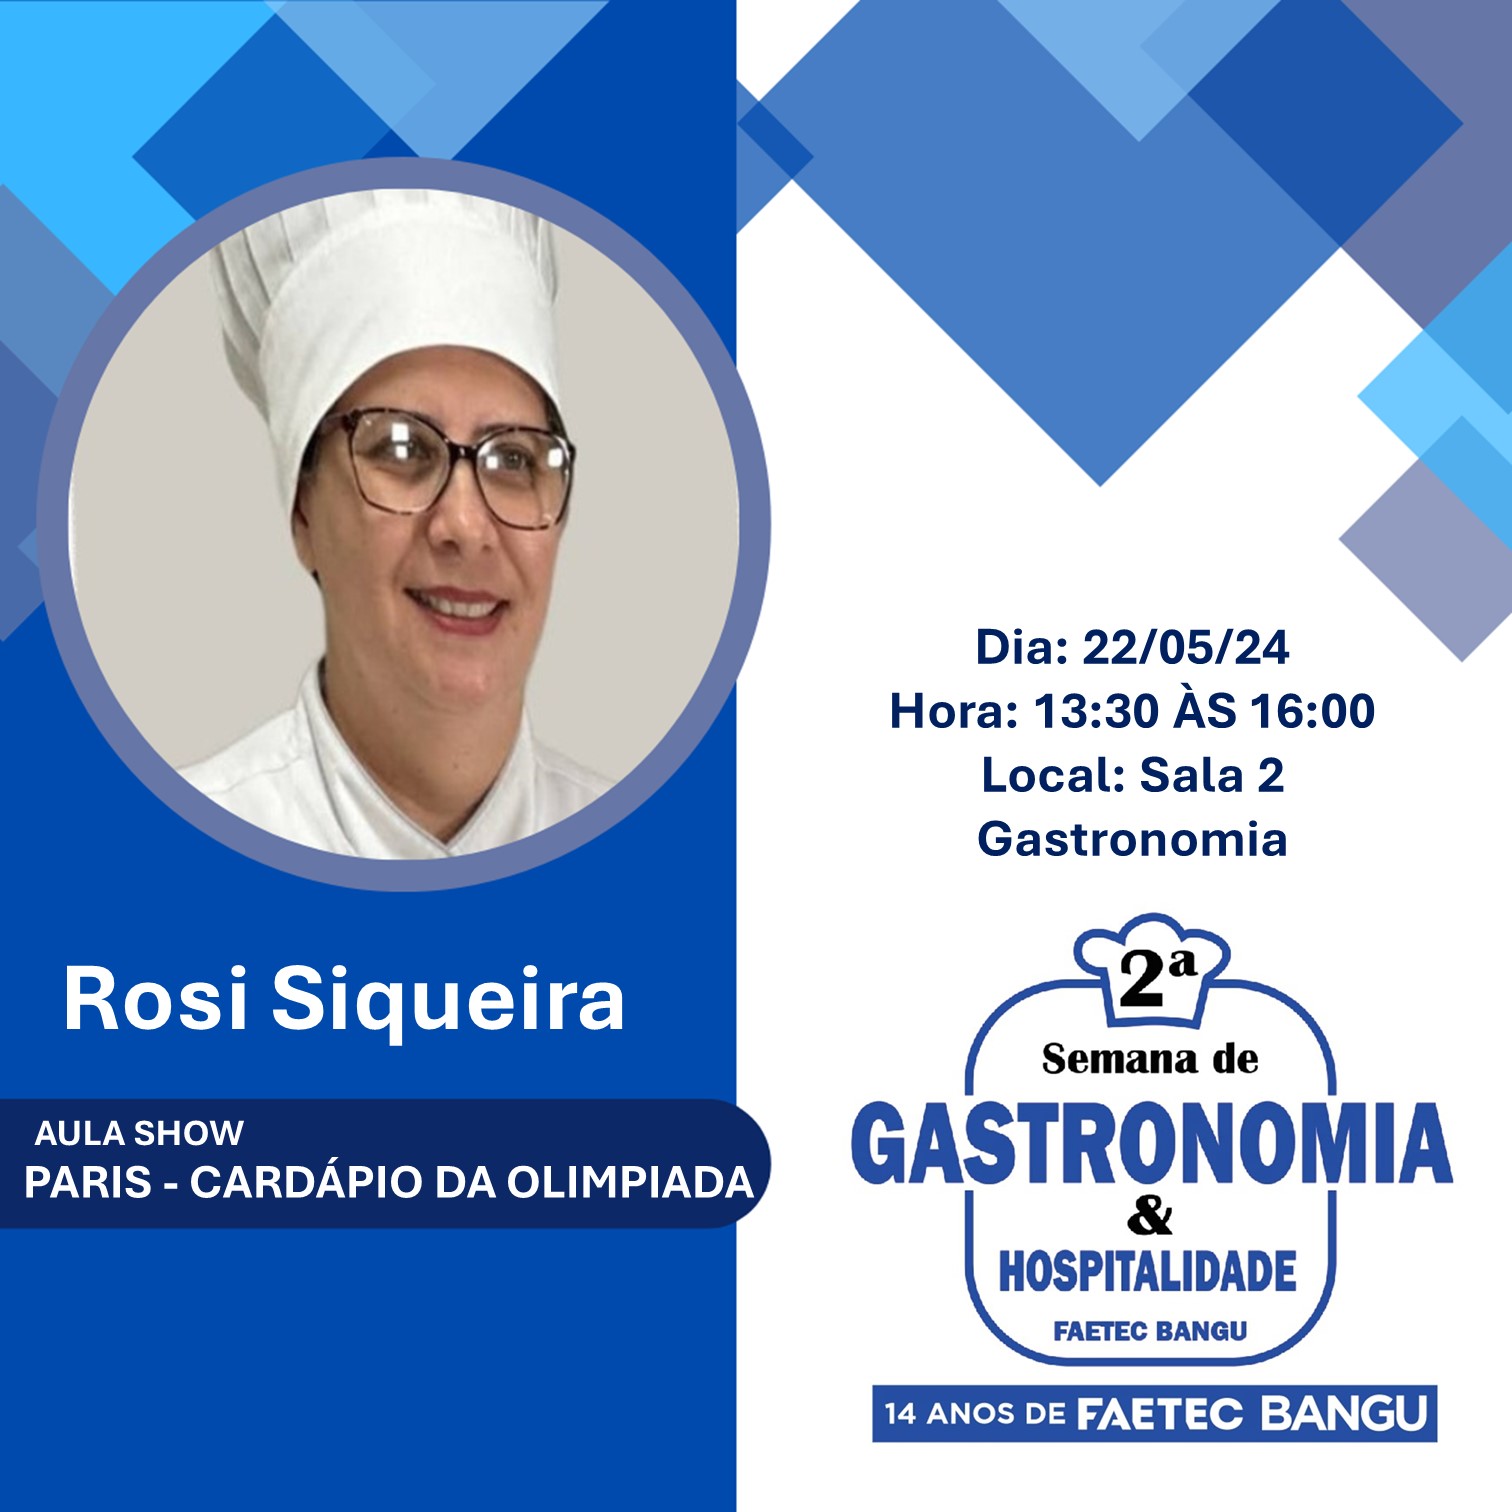 Rosi Siqueira
AULA SHOW
PARIS - CARDÁPIO DA OLIMPIADA
Dia: 22/05/24
Hora: 13:30 ÀS 16:00
Local: Sala 2
Gastronomia
2ª
Semana de
GASTRONOMIA
&
HOSPITALIDADE
FAETEC BANGU
14 ANOS DE FAETEC BANGU